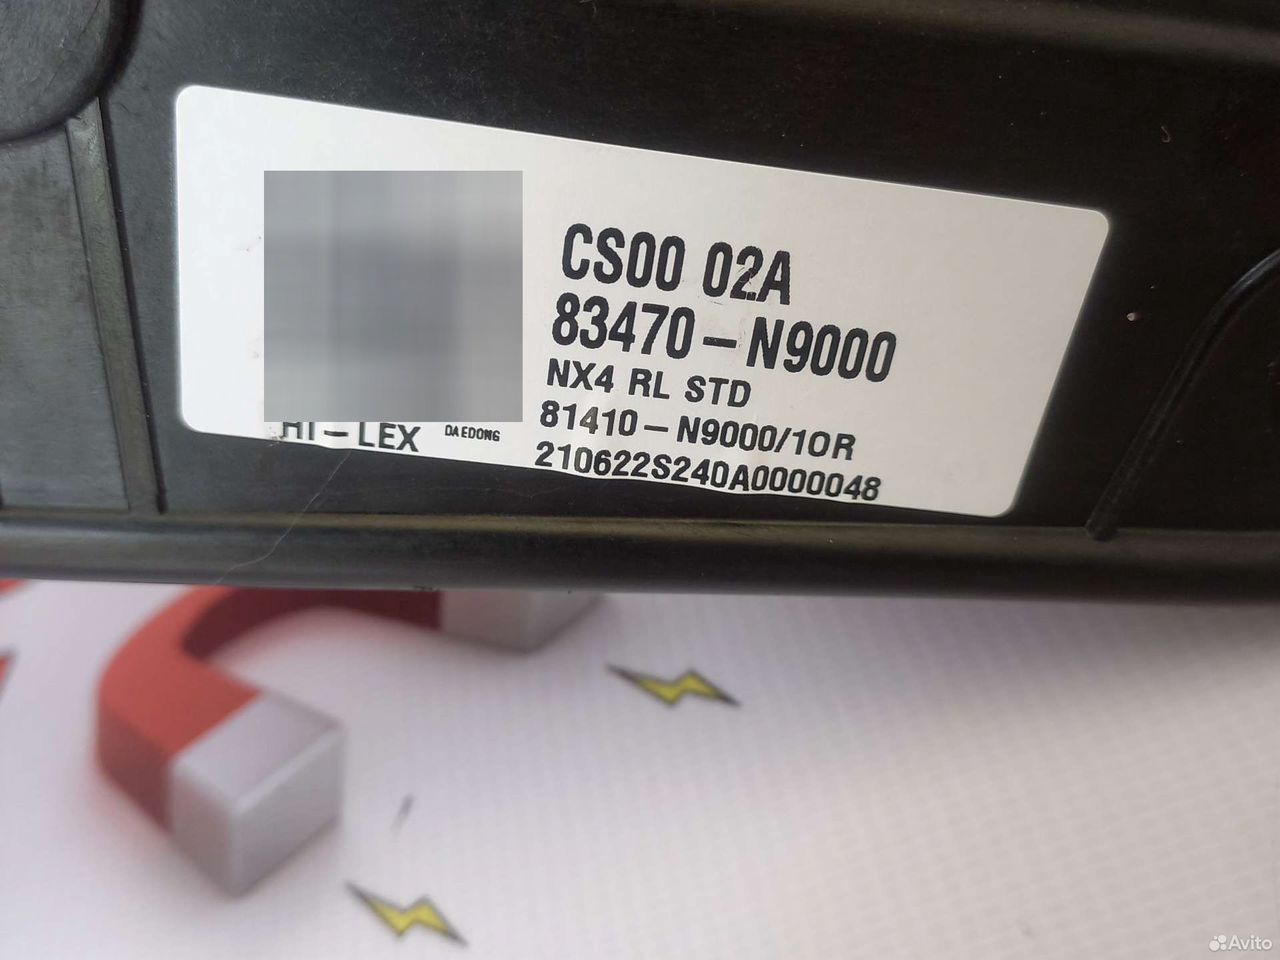 CS00 02A
83470-N9000
NX4 RL STD
81410-N9000/10R
210622S240A0000048
HI-LEX DAEDONG
Avito